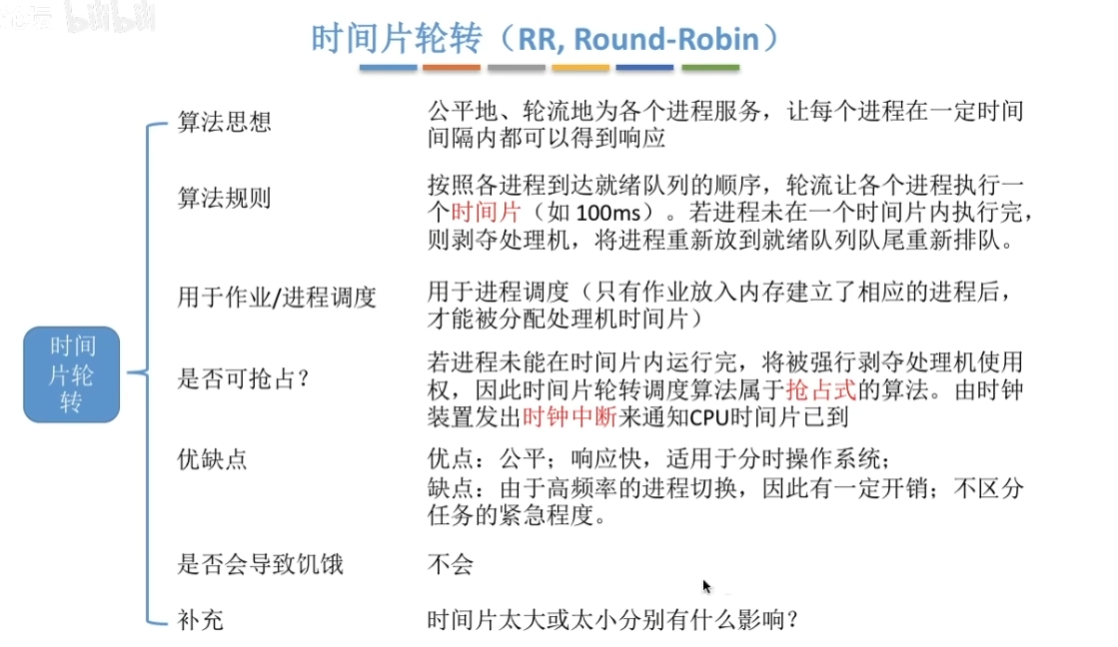 bilibili
时间片轮转（RR, Round-Robin）
算法思想
公平地、轮流地为各个进程服务，让每个进程在一定时间
间隔内都可以得到响应
算法规则
按照各进程到达就绪队列的顺序，轮流让各个进程执行一
个时间片（如 100ms）。若进程未在一个时间片内执行完，
则剥夺处理机，将进程重新放到就绪队列队尾重新排队。
用于作业/进程调度
用于进程调度（只有作业放入内存建立了相应的进程后，
才能被分配处理机时间片）
时间
片轮
转
是否可抢占？
若进程未能在时间片内运行完，将被强行剥夺处理机使用
权，因此时间片轮转调度算法属于抢占式的算法。由时钟
装置发出时钟中断来通知CPU时间片已到
优缺点
优点：公平；响应快，适用于分时操作系统；
缺点：由于高频率的进程切换，因此有一定开销；不区分
任务的紧急程度。
是否会导致饥饿
不会
补充
时间片太大或太小分别有什么影响？